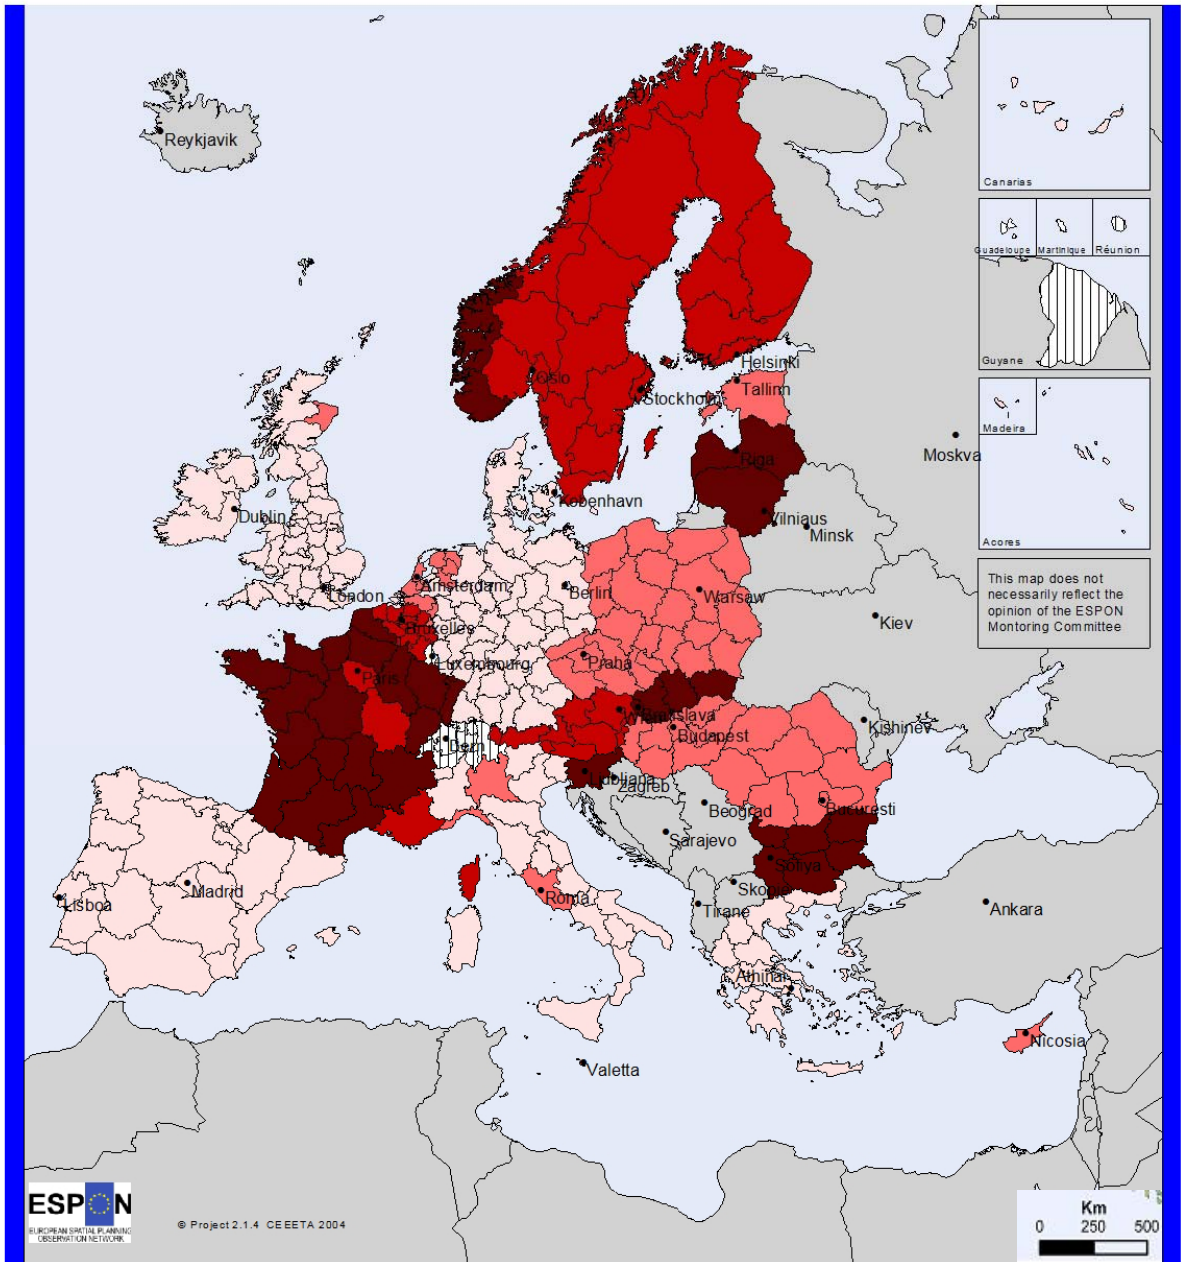 Reykjavik
Canarias
Guadeloupe
Martinique
Réunion
Guyane
Madeira
Acores
Helsinki
Tallinn
Oslo
Stockholm
Riga
Moskva
Kobenhavn
Vilniaus
Minsk
Dublin
London
Amsterdam
Berlin
Warsaw
Kiev
This map does not
necessarily reflect the
opinion of the ESPON
Montoring Committee
Bruxelles
Luxembourg
Praha
Paris
Wien
Bratislava
Budapest
Kishinev
Bern
Ljubljana
Zagreb
Beograd
Bucuresti
Sarajevo
Sofiya
Skopje
Tirane
Madrid
Lisboa
Roma
Ankara
Athinai
Nicosia
Valetta
ESPON
EUROPEAN SPATIAL PLANNING
OBSERVATION NETWORK
© Project 2.1.4 CEEETA 2004
Km
0 250 500